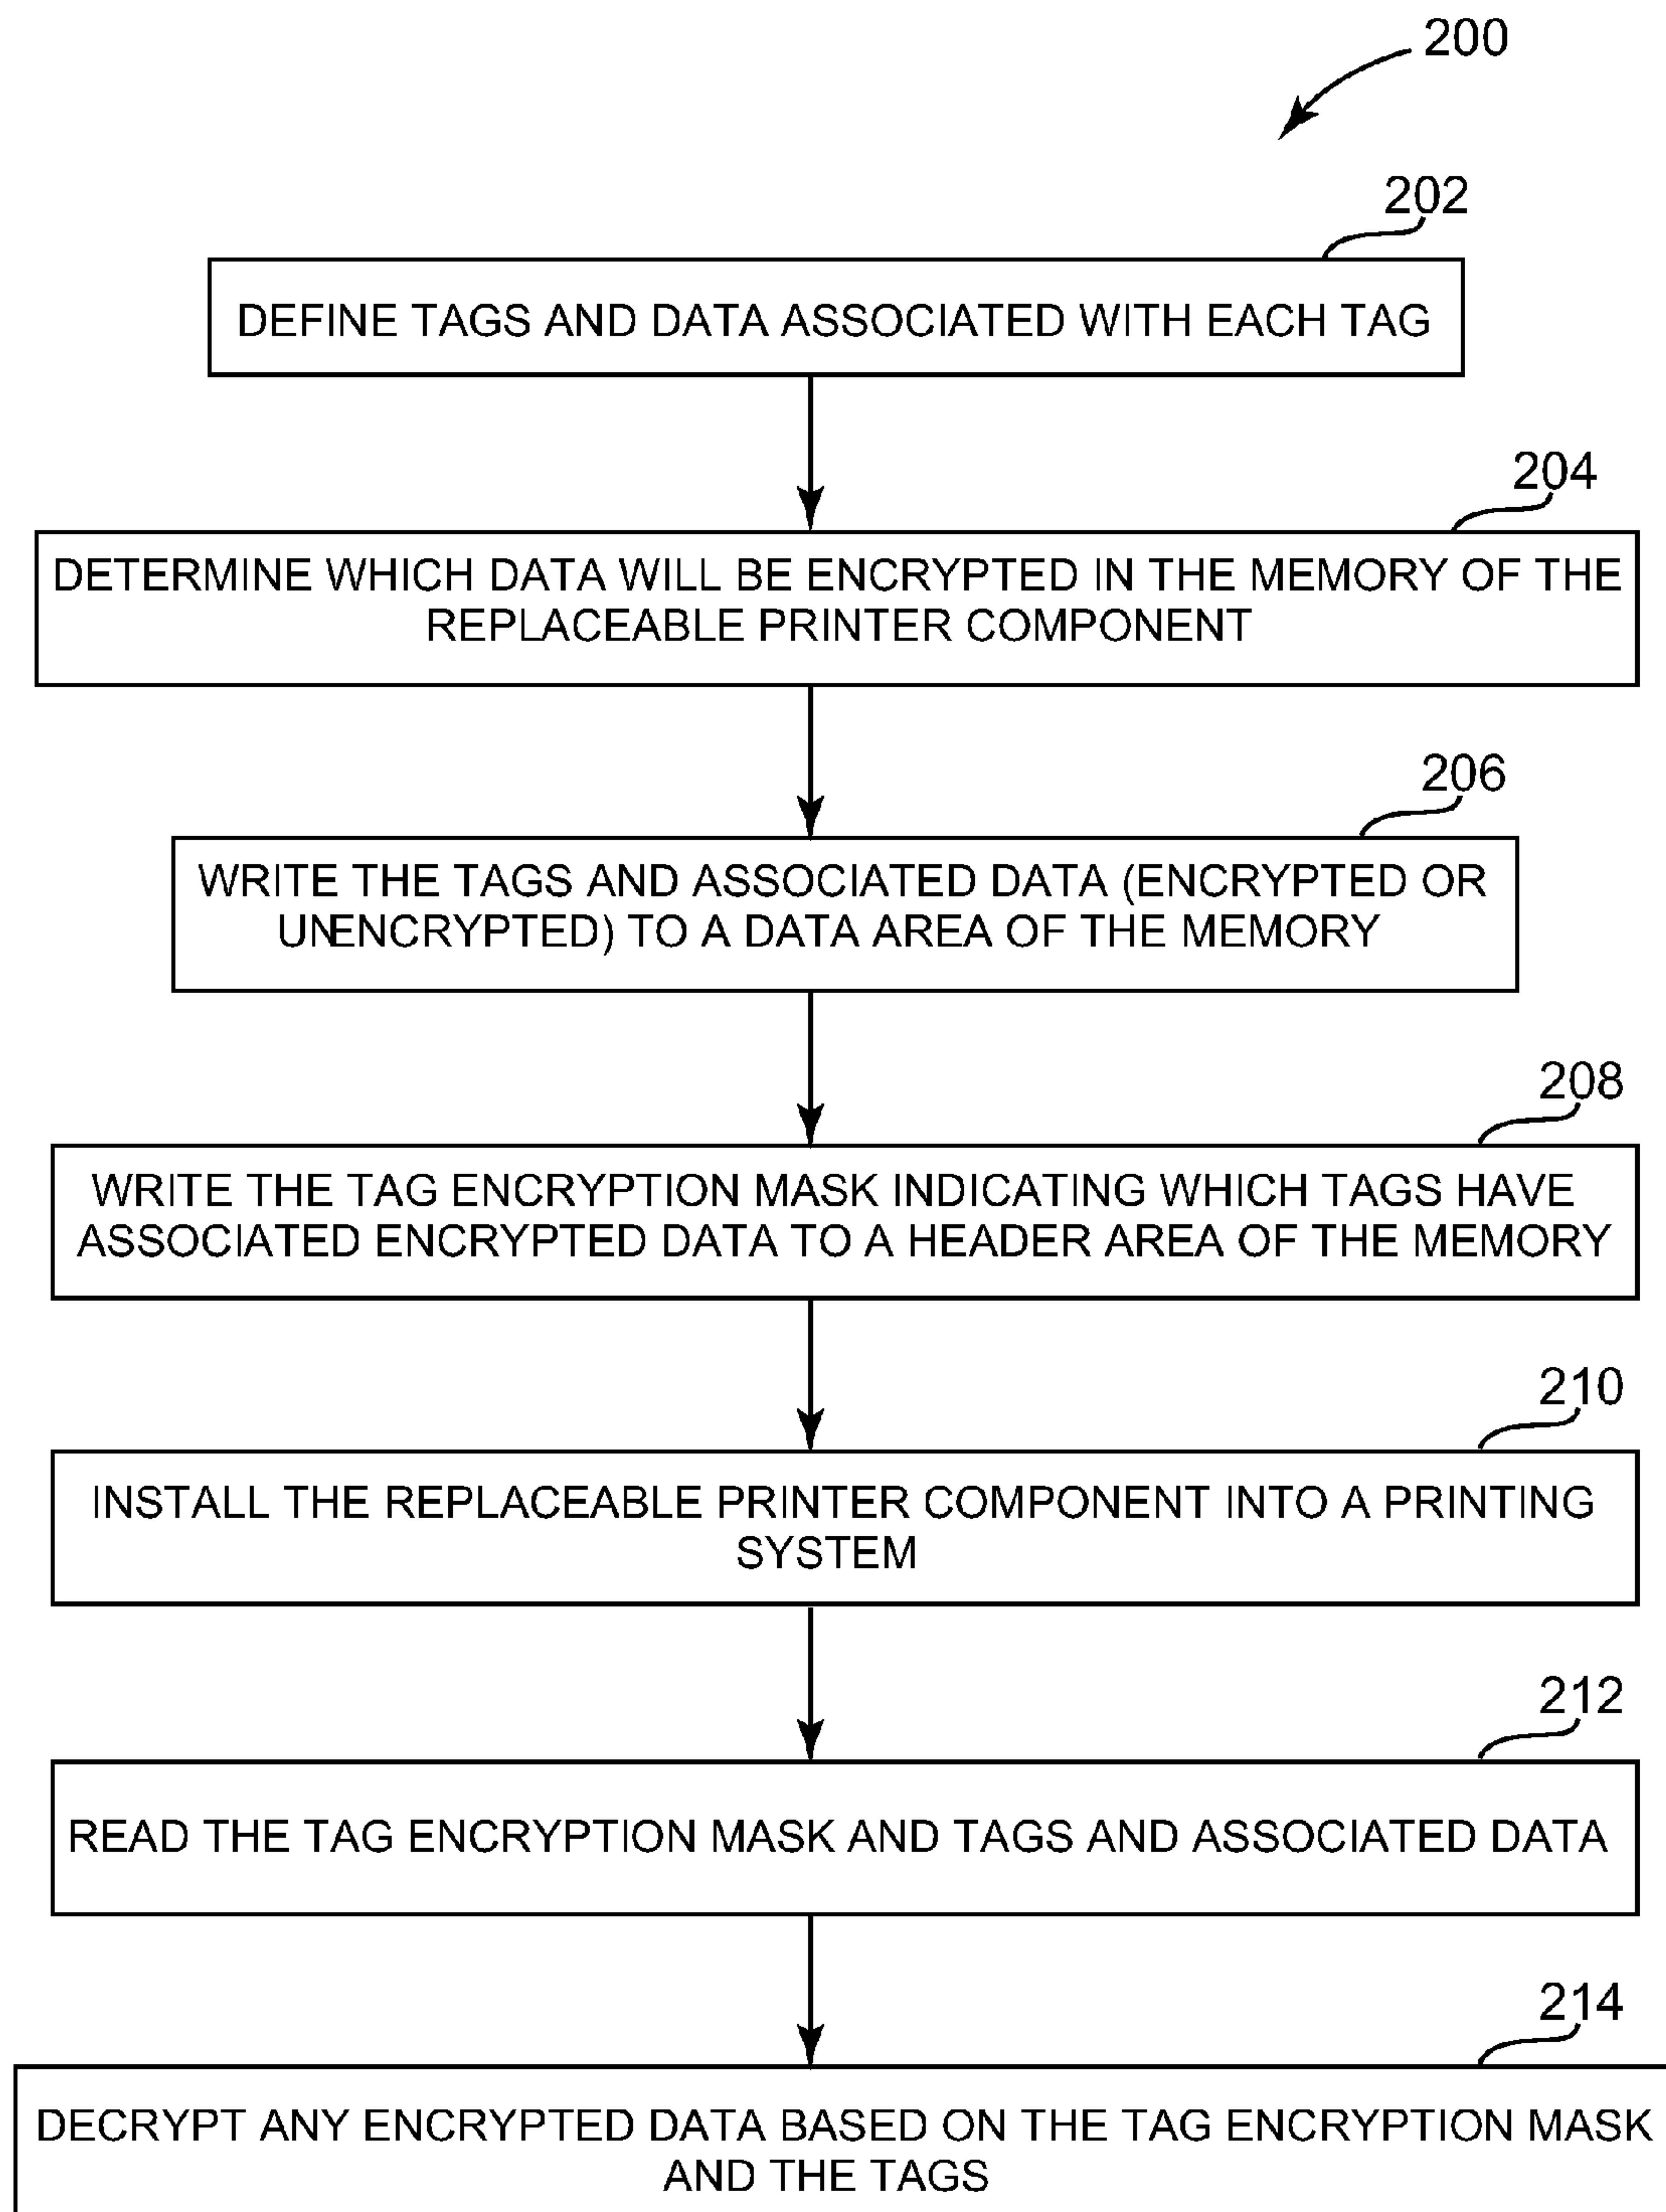 200
202
DEFINE TAGS AND DATA ASSOCIATED WITH EACH TAG
204
DETERMINE WHICH DATA WILL BE ENCRYPTED IN THE MEMORY OF THE
REPLACEABLE PRINTER COMPONENT
206
WRITE THE TAGS AND ASSOCIATED DATA (ENCRYPTED OR
UNENCRYPTED) TO A DATA AREA OF THE MEMORY
208
WRITE THE TAG ENCRYPTION MASK INDICATING WHICH TAGS HAVE
ASSOCIATED ENCRYPTED DATA TO A HEADER AREA OF THE MEMORY
210
INSTALL THE REPLACEABLE PRINTER COMPONENT INTO A PRINTING
SYSTEM
212
READ THE TAG ENCRYPTION MASK AND TAGS AND ASSOCIATED DATA
214
DECRYPT ANY ENCRYPTED DATA BASED ON THE TAG ENCRYPTION MASK
AND THE TAGS